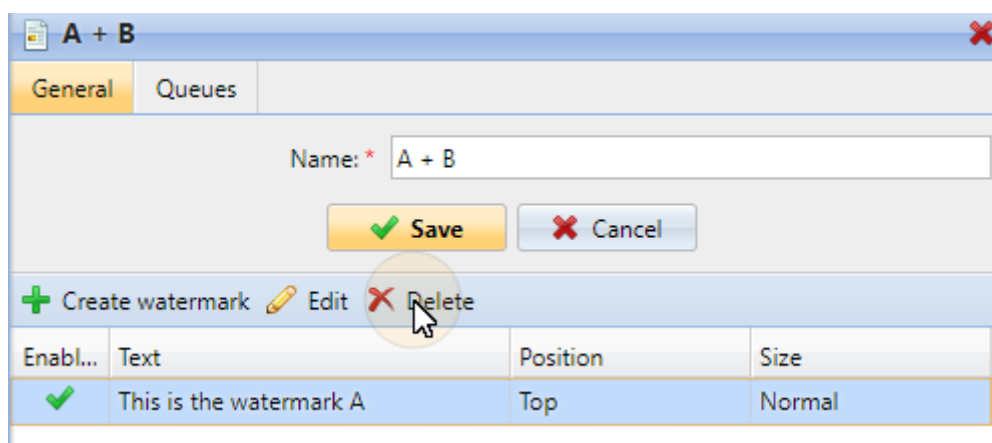 A + B
General Queues
Name: * A + B
Save Cancel
Create watermark Edit Delete
Enabl... Text Position Size
This is the watermark A Top Normal